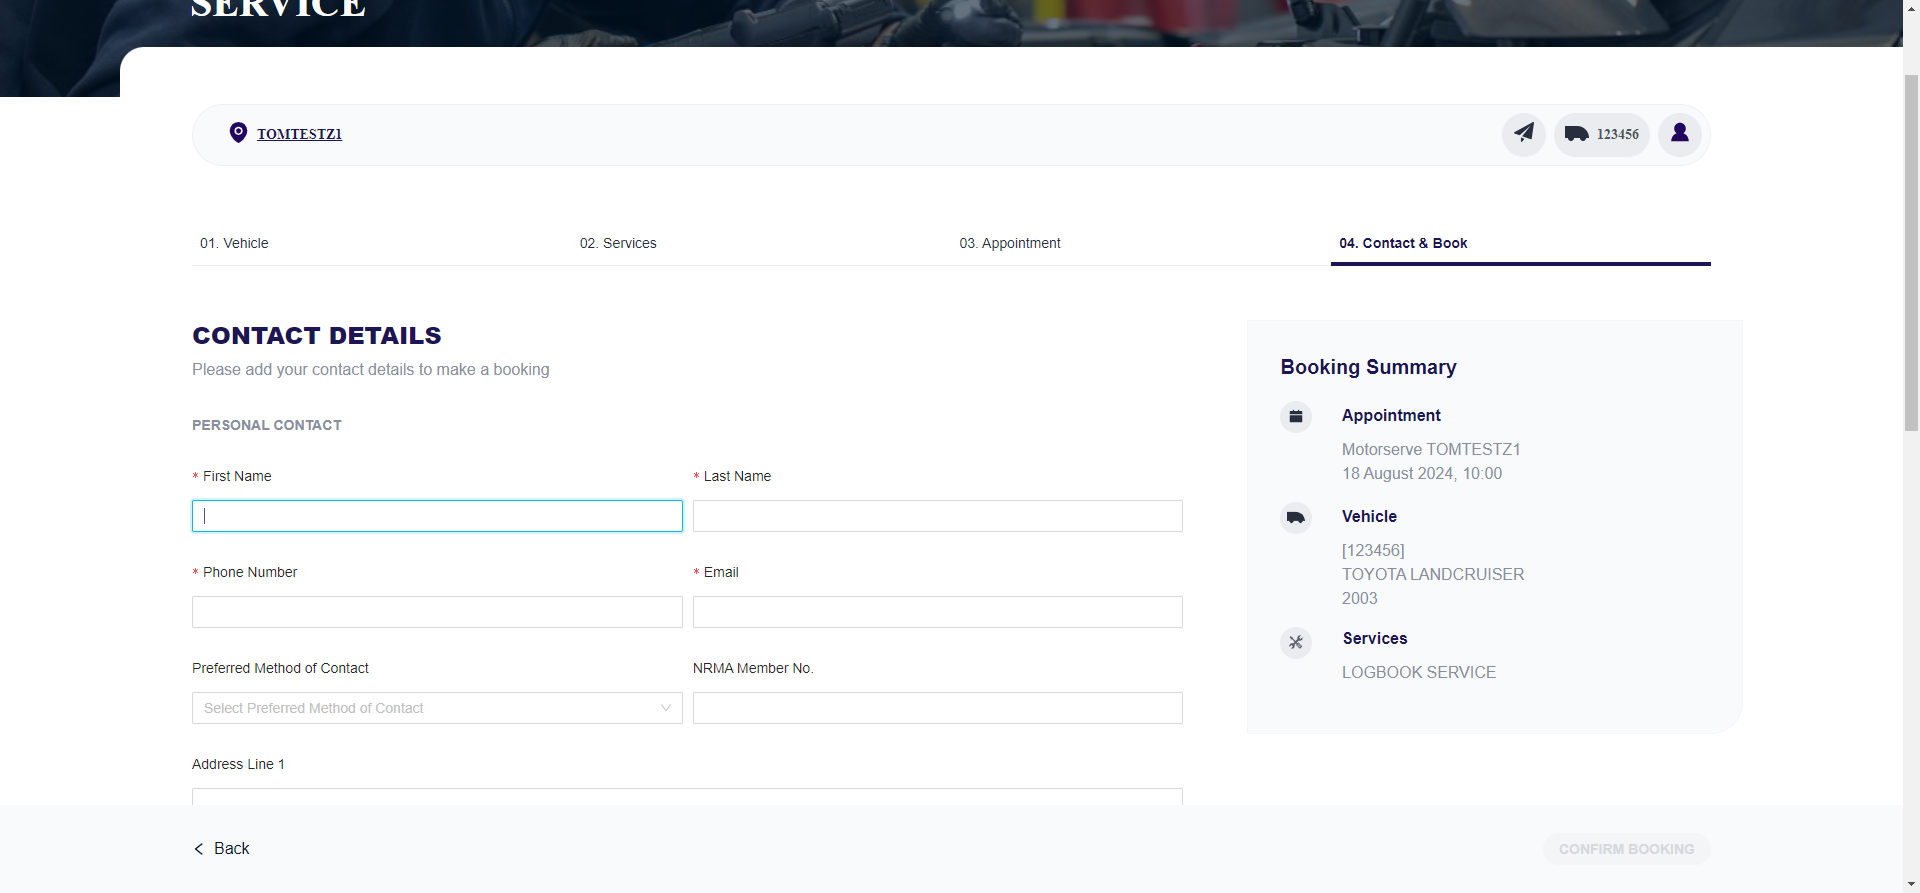 SERVICE
TOMTESTZ1
123456
01. Vehicle
02. Services
03. Appointment
04. Contact & Book
CONTACT DETAILS
Please add your contact details to make a booking
PERSONAL CONTACT
* First Name
* Last Name
* Phone Number
* Email
Preferred Method of Contact
NRMA Member No.
Select Preferred Method of Contact
Address Line 1
Booking Summary
Appointment
Motorserve TOMTESTZ1
18 August 2024, 10:00
Vehicle
[123456]
TOYOTA LANDCRUISER
2003
Services
LOGBOOK SERVICE
Back
CONFIRM BOOKING